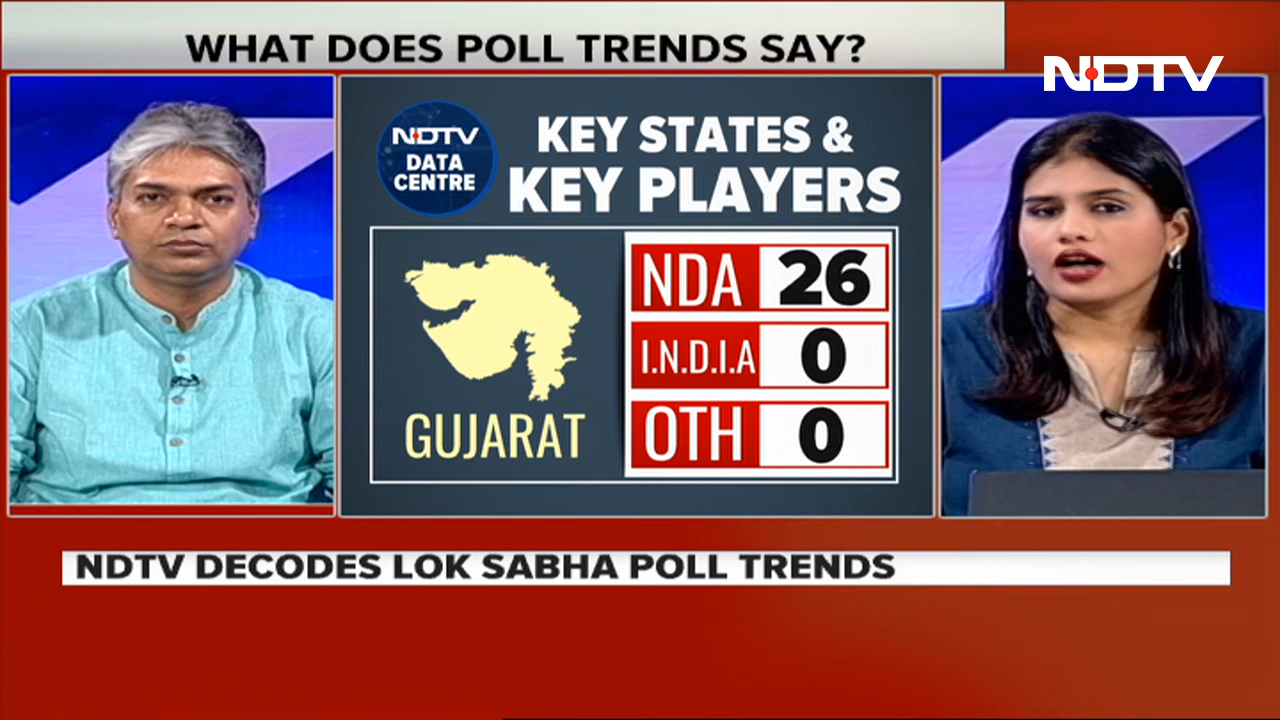 WHAT DOES POLL TRENDS SAY?
NDTV
NDTV
DATA
CENTRE
KEY STATES &
KEY PLAYERS
GUJARAT
NDA 26
I.N.D.I.A 0
OTH 0
NDTV DECODES LOK SABHA POLL TRENDS